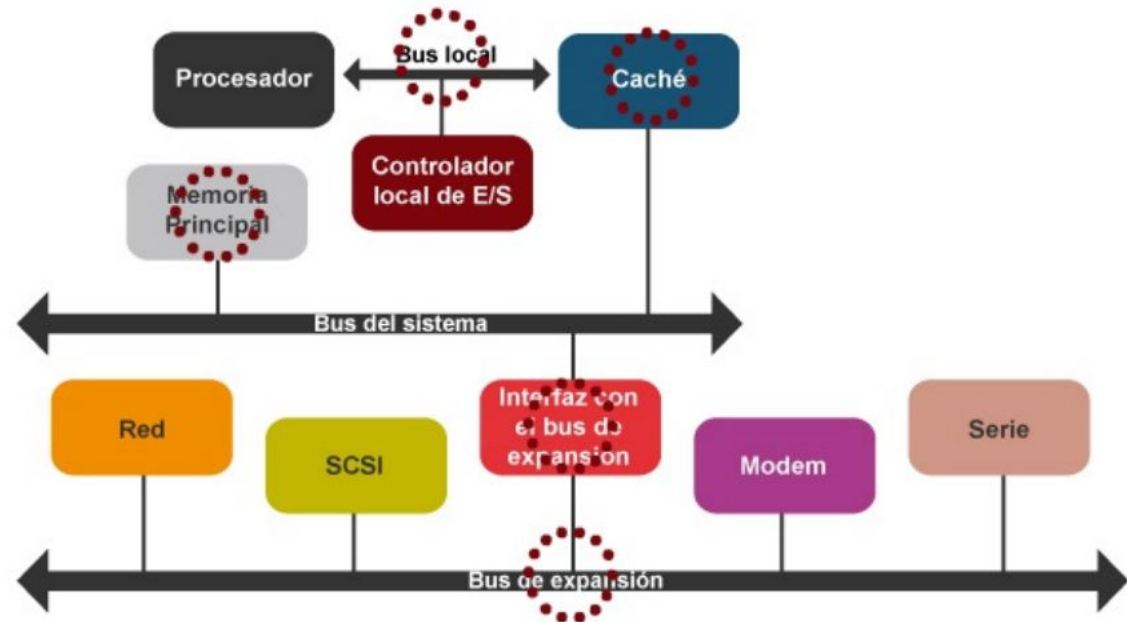 Bus local
Procesador
Caché
Controlador
local de E/S
Memoria
Principal
Bus del sistema
Red
SCSI
Interfaz con
el bus de
expansión
Modem
Serie
Bus de expansión